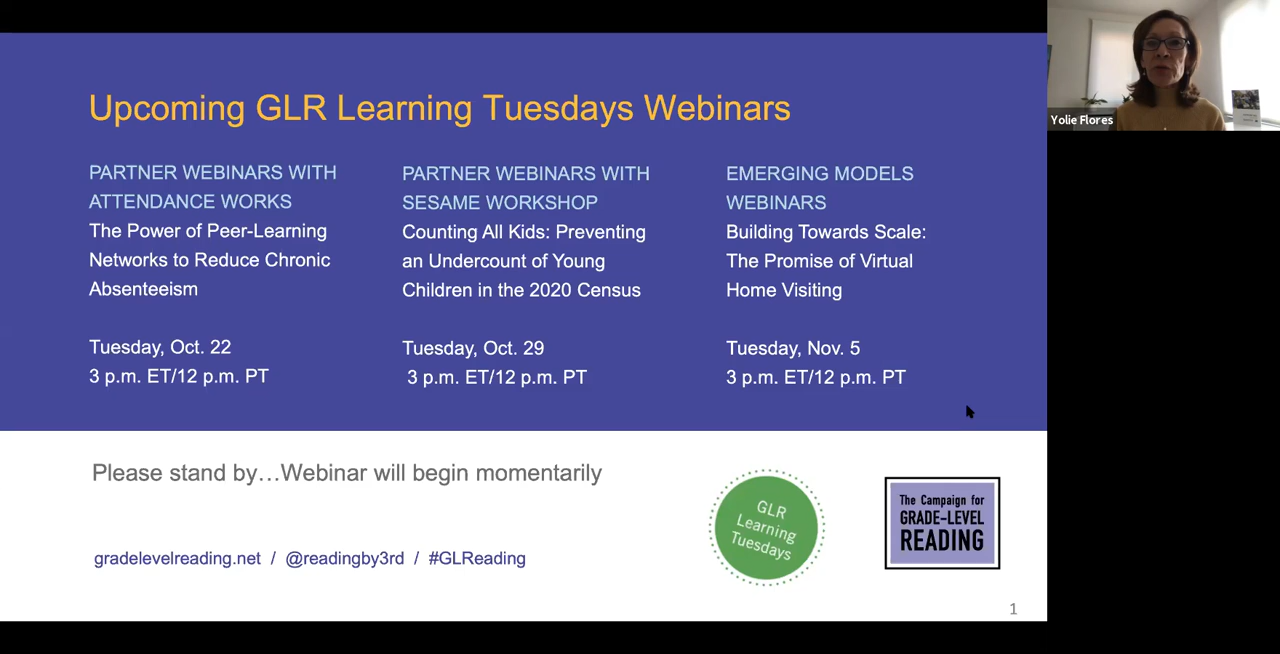 Upcoming GLR Learning Tuesdays Webinars
PARTNER WEBINARS WITH
ATTENDANCE WORKS
The Power of Peer-Learning
Networks to Reduce Chronic
Absenteeism
Tuesday, Oct. 22
3 p.m. ET/12 p.m. PT
PARTNER WEBINARS WITH
SESAME WORKSHOP
Counting All Kids: Preventing
an Undercount of Young
Children in the 2020 Census
Tuesday, Oct. 29
3 p.m. ET/12 p.m. PT
EMERGING MODELS
WEBINARS
Building Towards Scale:
The Promise of Virtual
Home Visiting
Tuesday, Nov. 5
3 p.m. ET/12 p.m. PT
Please stand by…Webinar will begin momentarily
gradelevelreading.net / @readingby3rd / #GLReading
GLR
Learning
Tuesdays
The Campaign for
GRADE-LEVEL
READING
1
Yolie Flores